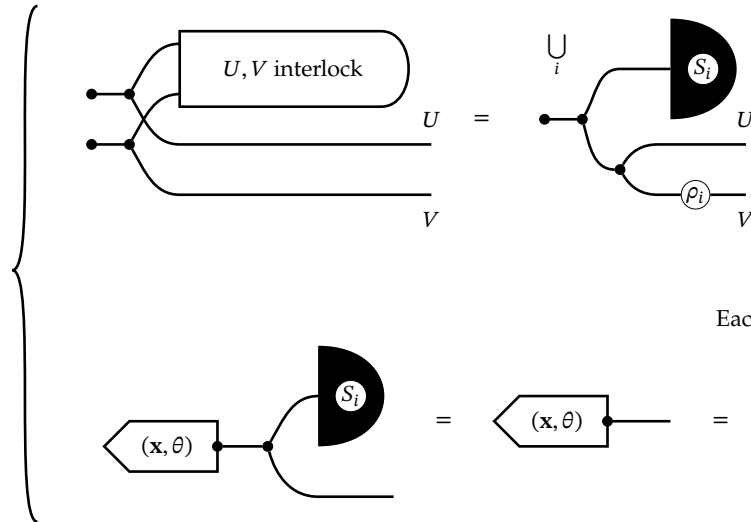 U, V interlock
⋃
i
S_i
U
=
U
V
ρ_i
V
Eac
S_i
(x, θ)
=
(x, θ)
=